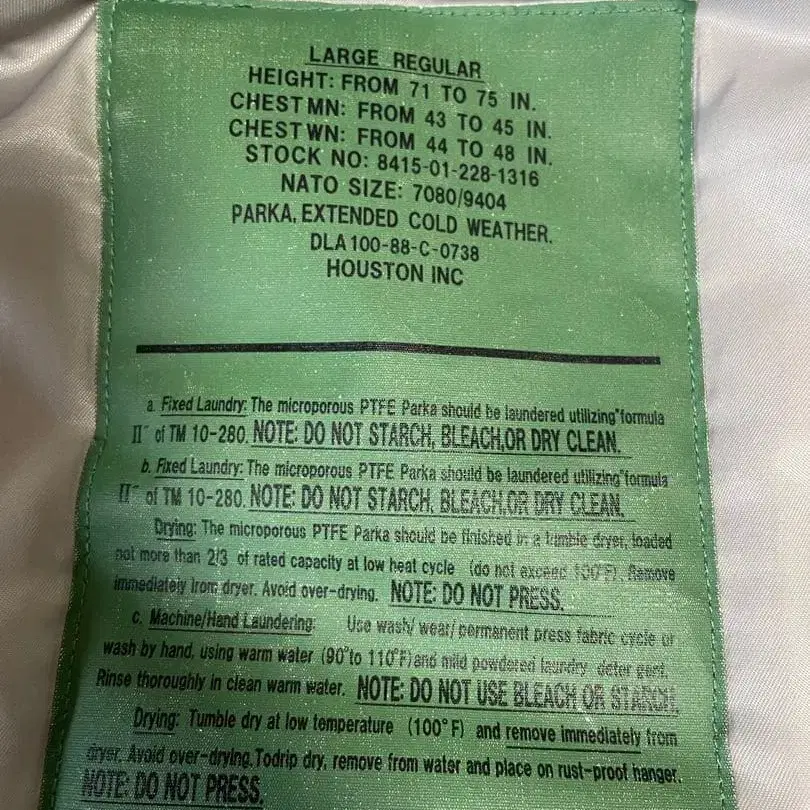 LARGE REGULAR
HEIGHT: FROM 71 TO 75 IN.
CHEST MN: FROM 43 TO 45 IN.
CHEST WN: FROM 44 TO 48 IN.
STOCK NO: 8415-01-228-1316
NATO SIZE: 7080/9404
PARKA, EXTENDED COLD WEATHER.
DLA 100-88-C-0738
HOUSTON INC
a. Fixed Laundry: The microporous PTFE Parka should be laundered utilizing "formula
II" of TM 10-280. NOTE: DO NOT STARCH, BLEACH,OR DRY CLEAN.
b. Fixed Laundry: The microporous PTFE Parka should be laundered utilizing "formula
II" of TM 10-280. NOTE: DO NOT STARCH, BLEACH,OR DRY CLEAN.
Drying: The microporous PTFE Parka should be finished in a tumble dryer, loaded
not more than 2/3 of rated capacity at low heat cycle (do not exceed 100°F). Remove
immediately from dryer. Avoid over-drying. NOTE: DO NOT PRESS.
c. Machine/Hand Laundering: Use wash/ wear/ permanent press fabric cycle or
wash by hand, using warm water (90°to 110°F)and mild powdered laundry deter gent.
Rinse thoroughly in clean warm water. NOTE: DO NOT USE BLEACH OR STARCH.
Drying: Tumble dry at low temperature (100°F) and remove immediately from
dryer. Avoid over-drying.Todrip dry, remove from water and place on rust-proof hanger.
NOTE: DO NOT PRESS.